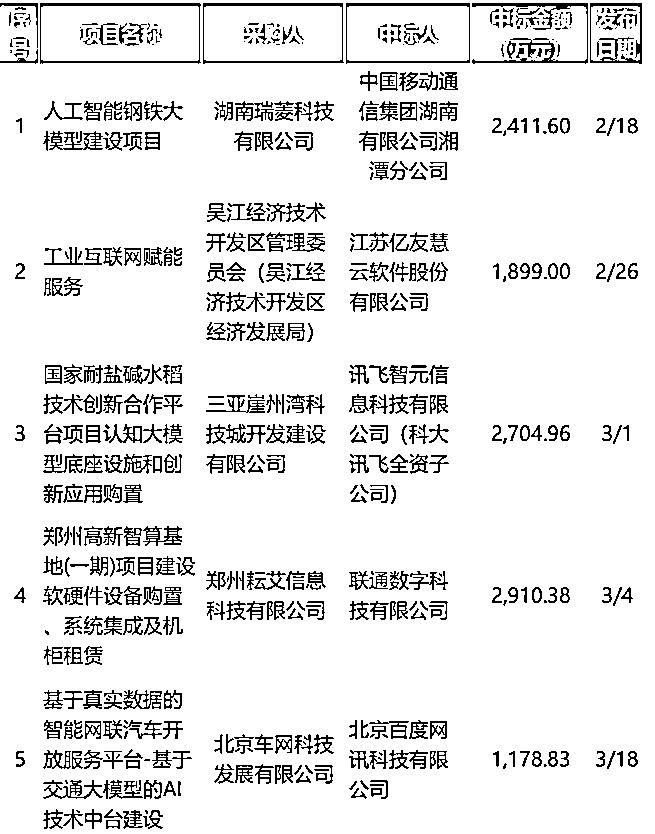 序号 项目名称 采购人 中标人 中标金额(万元) 发布日期
1
人工智能钢铁大
模型建设项目
湖南瑞菱科技
有限公司
中国移动通
信集团湖南
有限公司湘
潭分公司
2,411.60
2/18
2
工业互联网赋能
服务
吴江经济技术
开发区管理委
员会（吴江经
济技术开发区
经济发展局）
江苏亿友慧
云软件股份
有限公司
1,899.00
2/26
3
国家耐盐碱水稻
技术创新合作平
台项目认知大模
型底座设施和创
新应用购置
三亚崖州湾科
技城开发建设
有限公司
讯飞智元信
息科技有限
公司（科大
讯飞全资子
公司）
2,704.96
3/1
4
郑州高新智算基
地(一期)项目建设
软硬件设备购置
、系统集成及机
柜租赁
郑州耘艾信息
科技有限公司
联通数字科
技有限公司
2,910.38
3/4
5
基于真实数据的
智能网联汽车开
放服务平台-基于
交通大模型的AI
技术中台建设
北京车网科技
发展有限公司
北京百度网
讯科技有限
公司
1,178.83
3/18